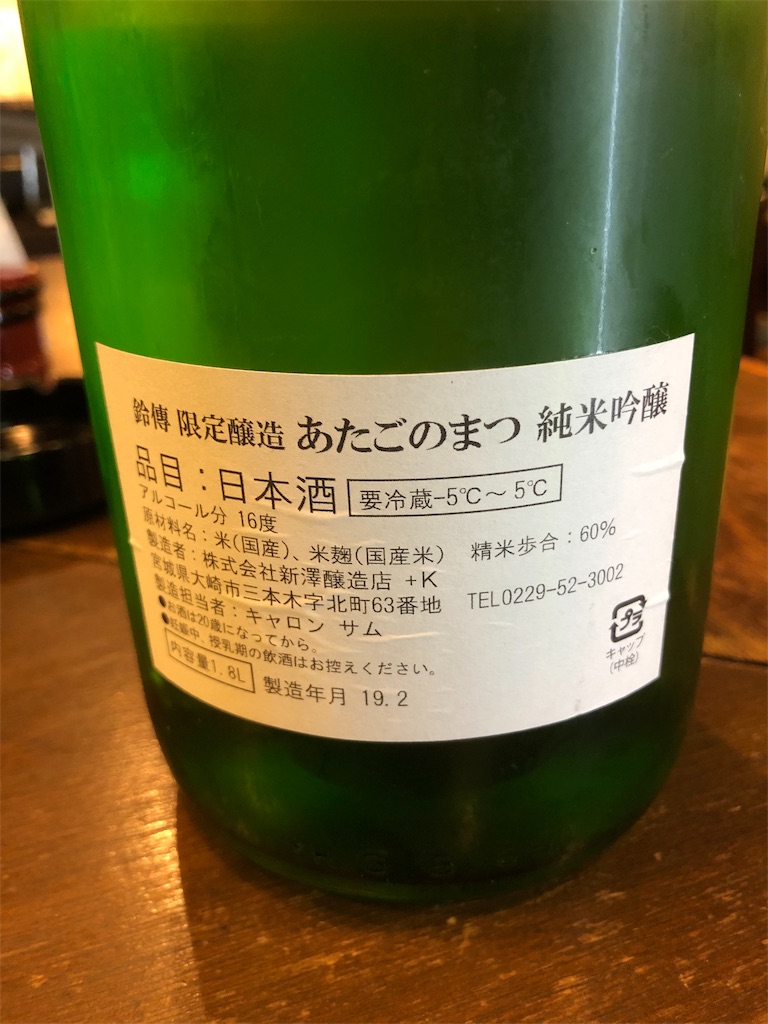 鈴傳 限定醸造 あたごのまつ 純米吟醸
品目：日本酒 要冷蔵-5℃～5℃
アルコール分 16度
原材料名：米(国産)、米麹(国産米) 精米歩合：60%
製造者：株式会社新澤醸造店 +K
宮城県大崎市三本木字北町63番地 TEL0229-52-3002
製造担当者：キャロン サム
●お酒は20歳になってから。
●妊娠中、授乳期の飲酒はお控えください。
内容量1.8L 製造年月 19.2
プラ
キャップ
(中栓)